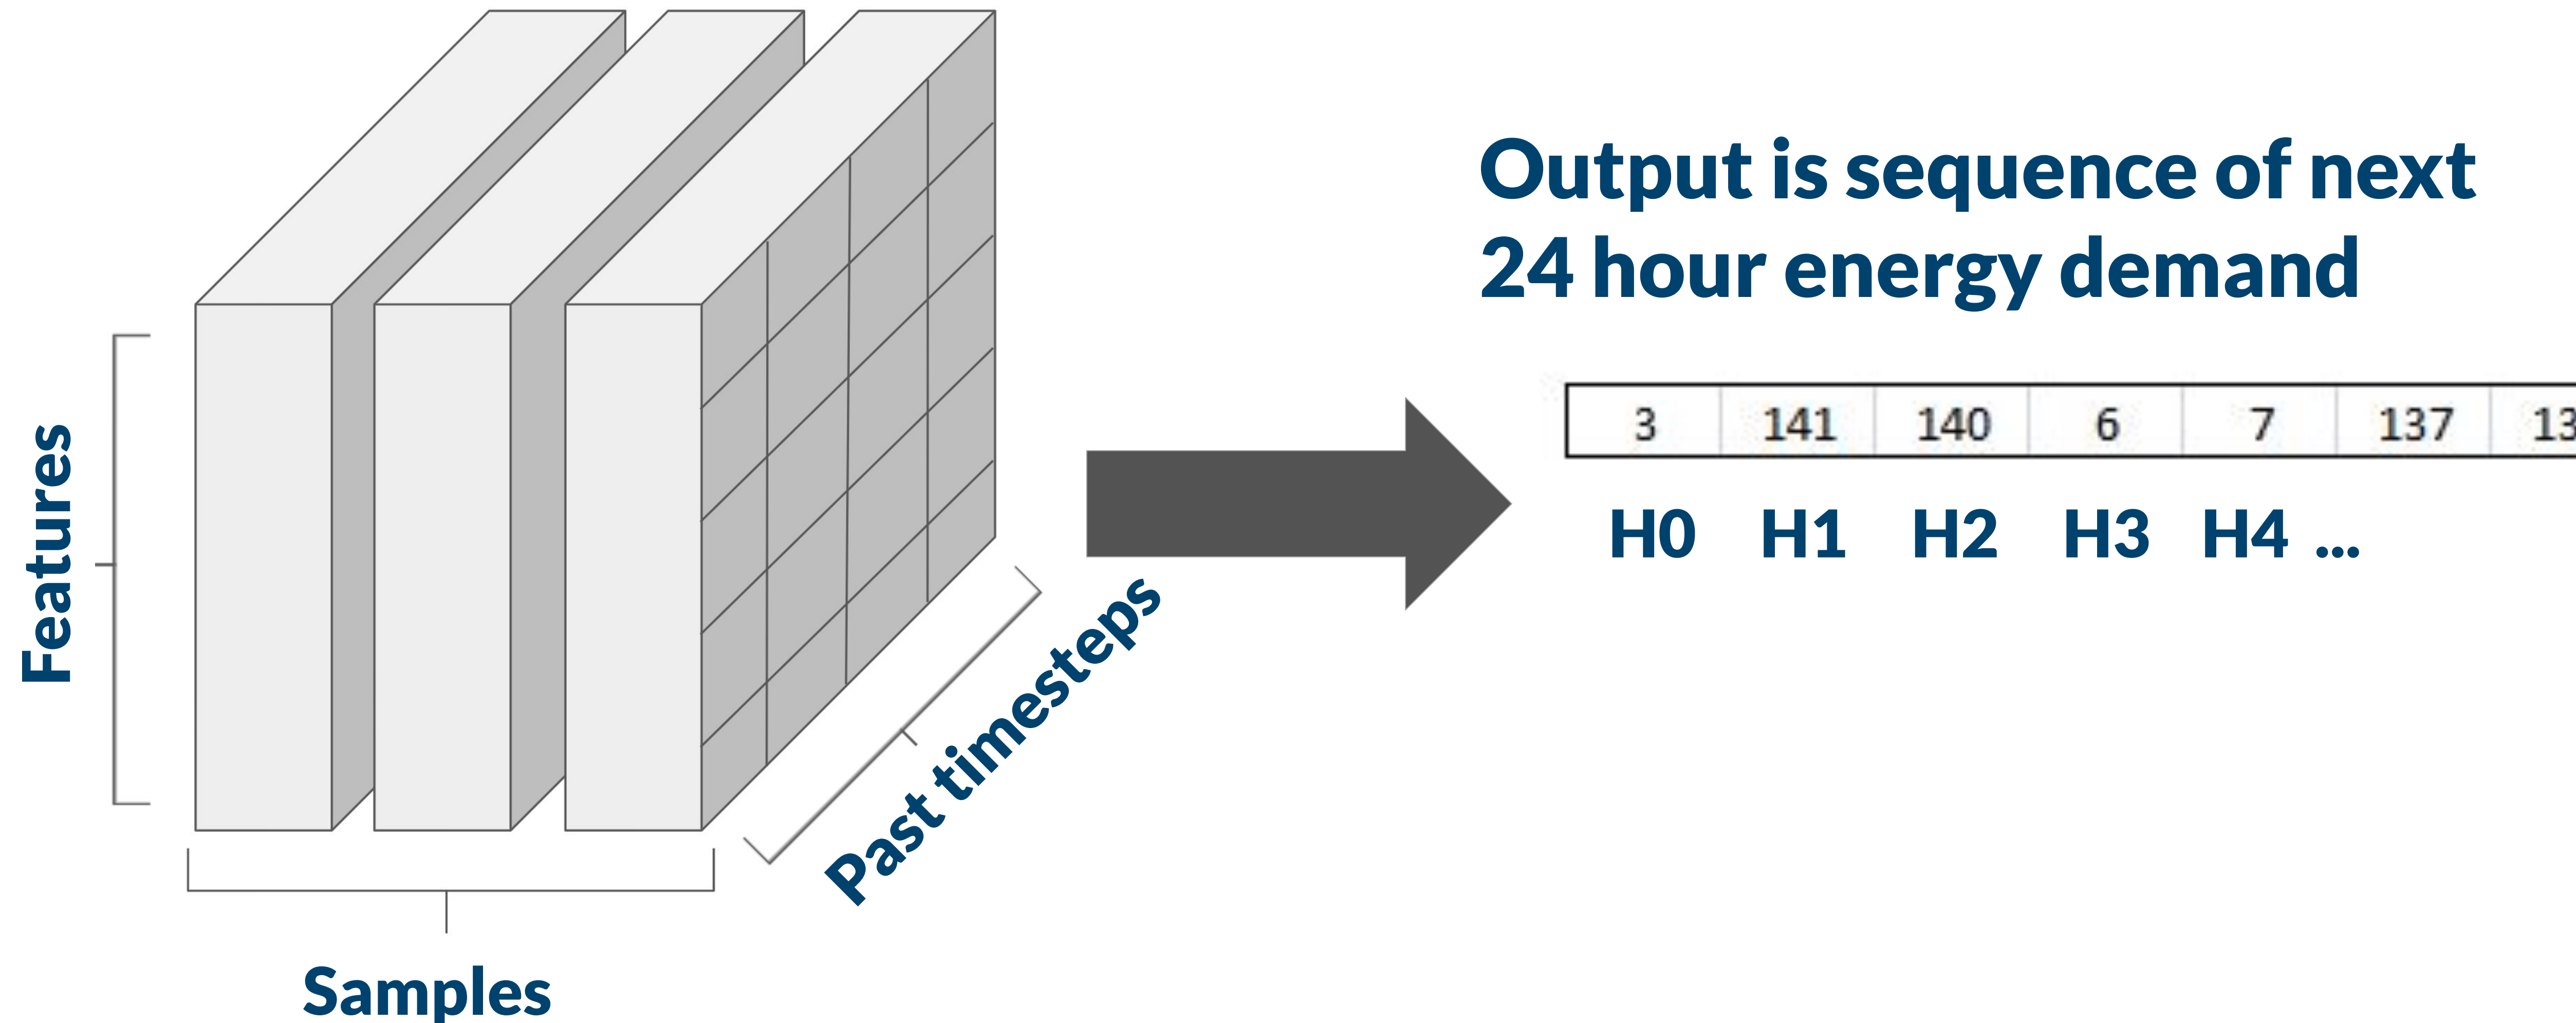 Output is sequence of next
24 hour energy demand
3 141 140 6 7 137 13
H0 H1 H2 H3 H4 ...
Features
Past timesteps
Samples